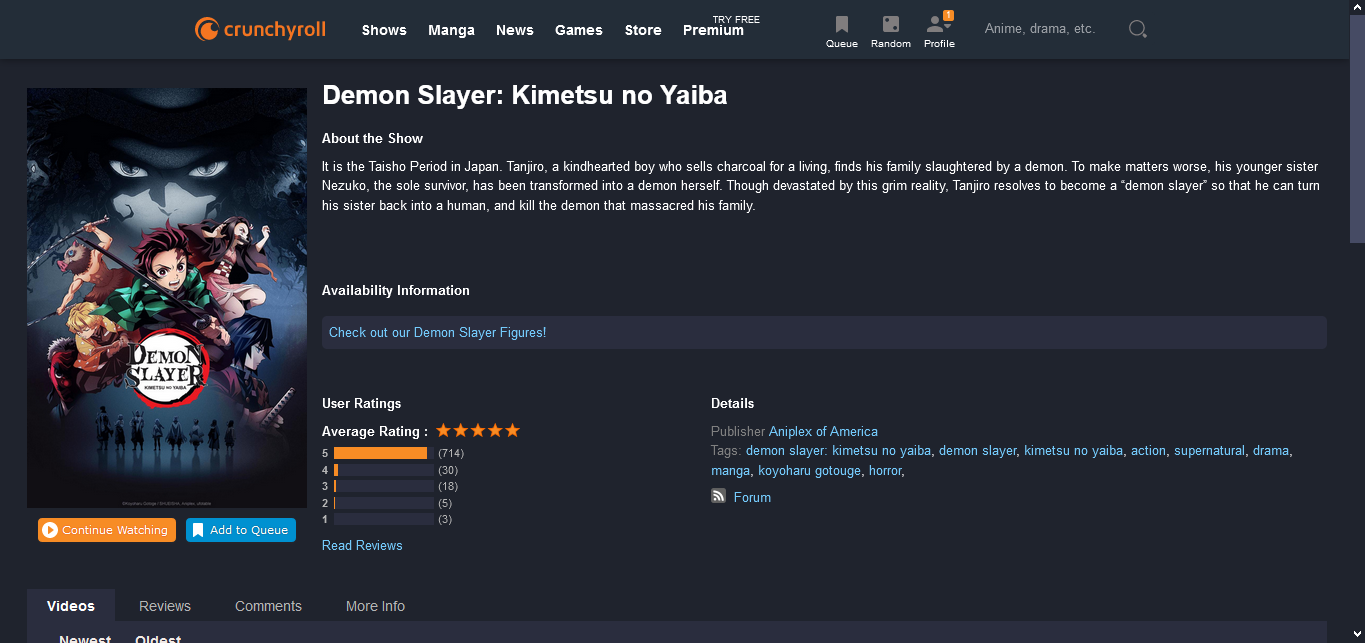 crunchyroll
Shows Manga News Games Store Premium TRY FREE
Queue Random Profile 1
Anime, drama, etc.
Demon Slayer: Kimetsu no Yaiba
About the Show
It is the Taisho Period in Japan. Tanjiro, a kindhearted boy who sells charcoal for a living, finds his family slaughtered by a demon. To make matters worse, his younger sister
Nezuko, the sole survivor, has been transformed into a demon herself. Though devastated by this grim reality, Tanjiro resolves to become a “demon slayer” so that he can turn
his sister back into a human, and kill the demon that massacred his family.
DEMON
SLAYER
KIMETSU NO YAIBA
Continue Watching Add to Queue
Availability Information
Check out our Demon Slayer Figures!
User Ratings
Average Rating :
5 (714)
4 (30)
3 (18)
2 (5)
1 (3)
Read Reviews
Details
Publisher Aniplex of America
Tags: demon slayer: kimetsu no yaiba, demon slayer, kimetsu no yaiba, action, supernatural, drama,
manga, koyoharu gotouge, horror,
Forum
Videos Reviews Comments More Info
Newest Oldest